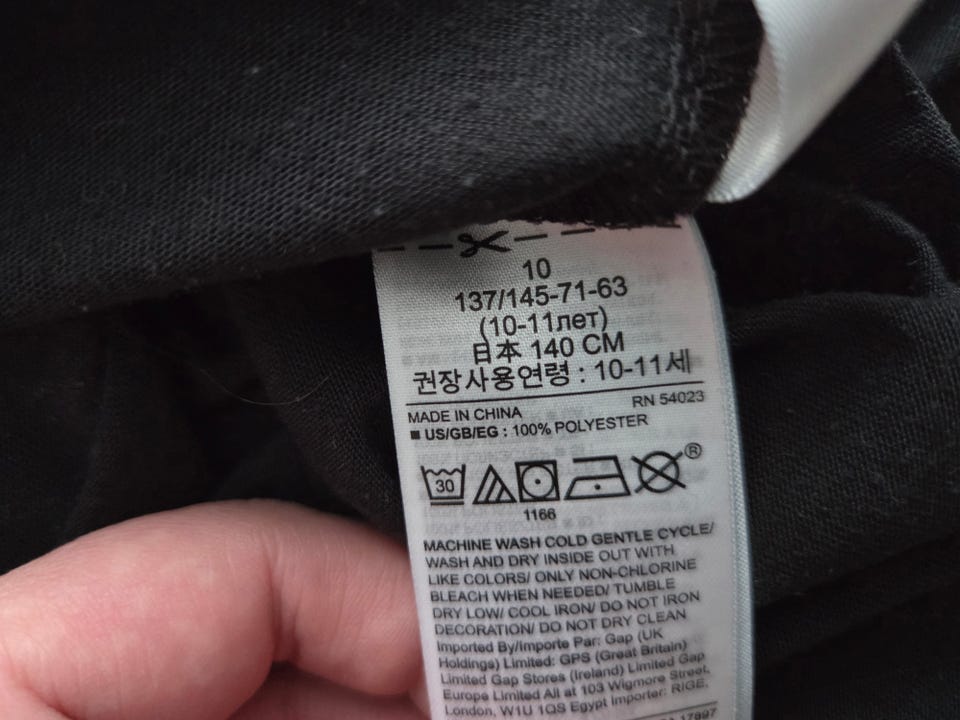 10
137/145-71-63
(10-11лет)
日本 140 CM
권장사용연령 : 10-11세
MADE IN CHINA RN 54023
■ US/GB/EG : 100% POLYESTER
30 ®
1166
MACHINE WASH COLD GENTLE CYCLE/
WASH AND DRY INSIDE OUT WITH
LIKE COLORS/ ONLY NON-CHLORINE
BLEACH WHEN NEEDED/ TUMBLE
DRY LOW/ COOL IRON/ DO NOT IRON
DECORATION/ DO NOT DRY CLEAN
Imported By/Importe Par: Gap (UK
Holdings) Limited: GPS (Great Britain)
Limited Gap Stores (Ireland) Limited Gap
Europe Limited All at 103 Wigmore Street,
London, W1U 1QS Egypt Importer: RIGE,
17997